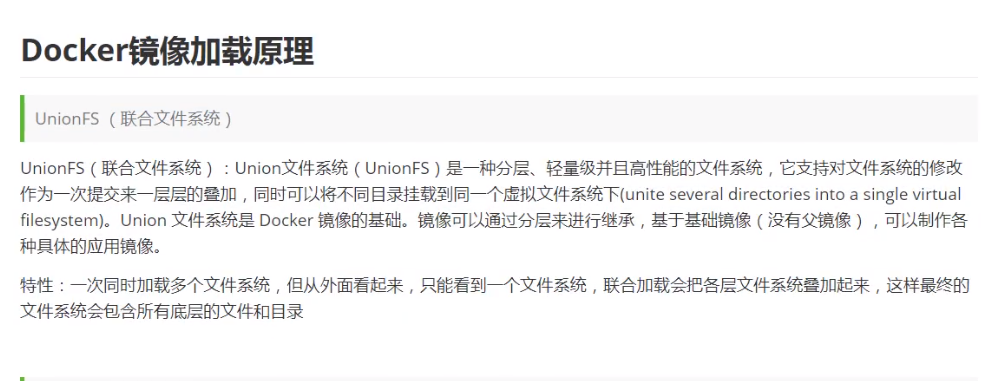 Docker镜像加载原理
UnionFS （联合文件系统）
UnionFS（联合文件系统）：Union文件系统（UnionFS）是一种分层、轻量级并且高性能的文件系统，它支持对文件系统的修改
作为一次提交来一层层的叠加，同时可以将不同目录挂载到同一个虚拟文件系统下(unite several directories into a single virtual
filesystem)。Union 文件系统是 Docker 镜像的基础。镜像可以通过分层来进行继承，基于基础镜像（没有父镜像），可以制作各
种具体的应用镜像。
特性：一次同时加载多个文件系统，但从外面看起来，只能看到一个文件系统，联合加载会把各层文件系统叠加起来，这样最终的
文件系统会包含所有底层的文件和目录